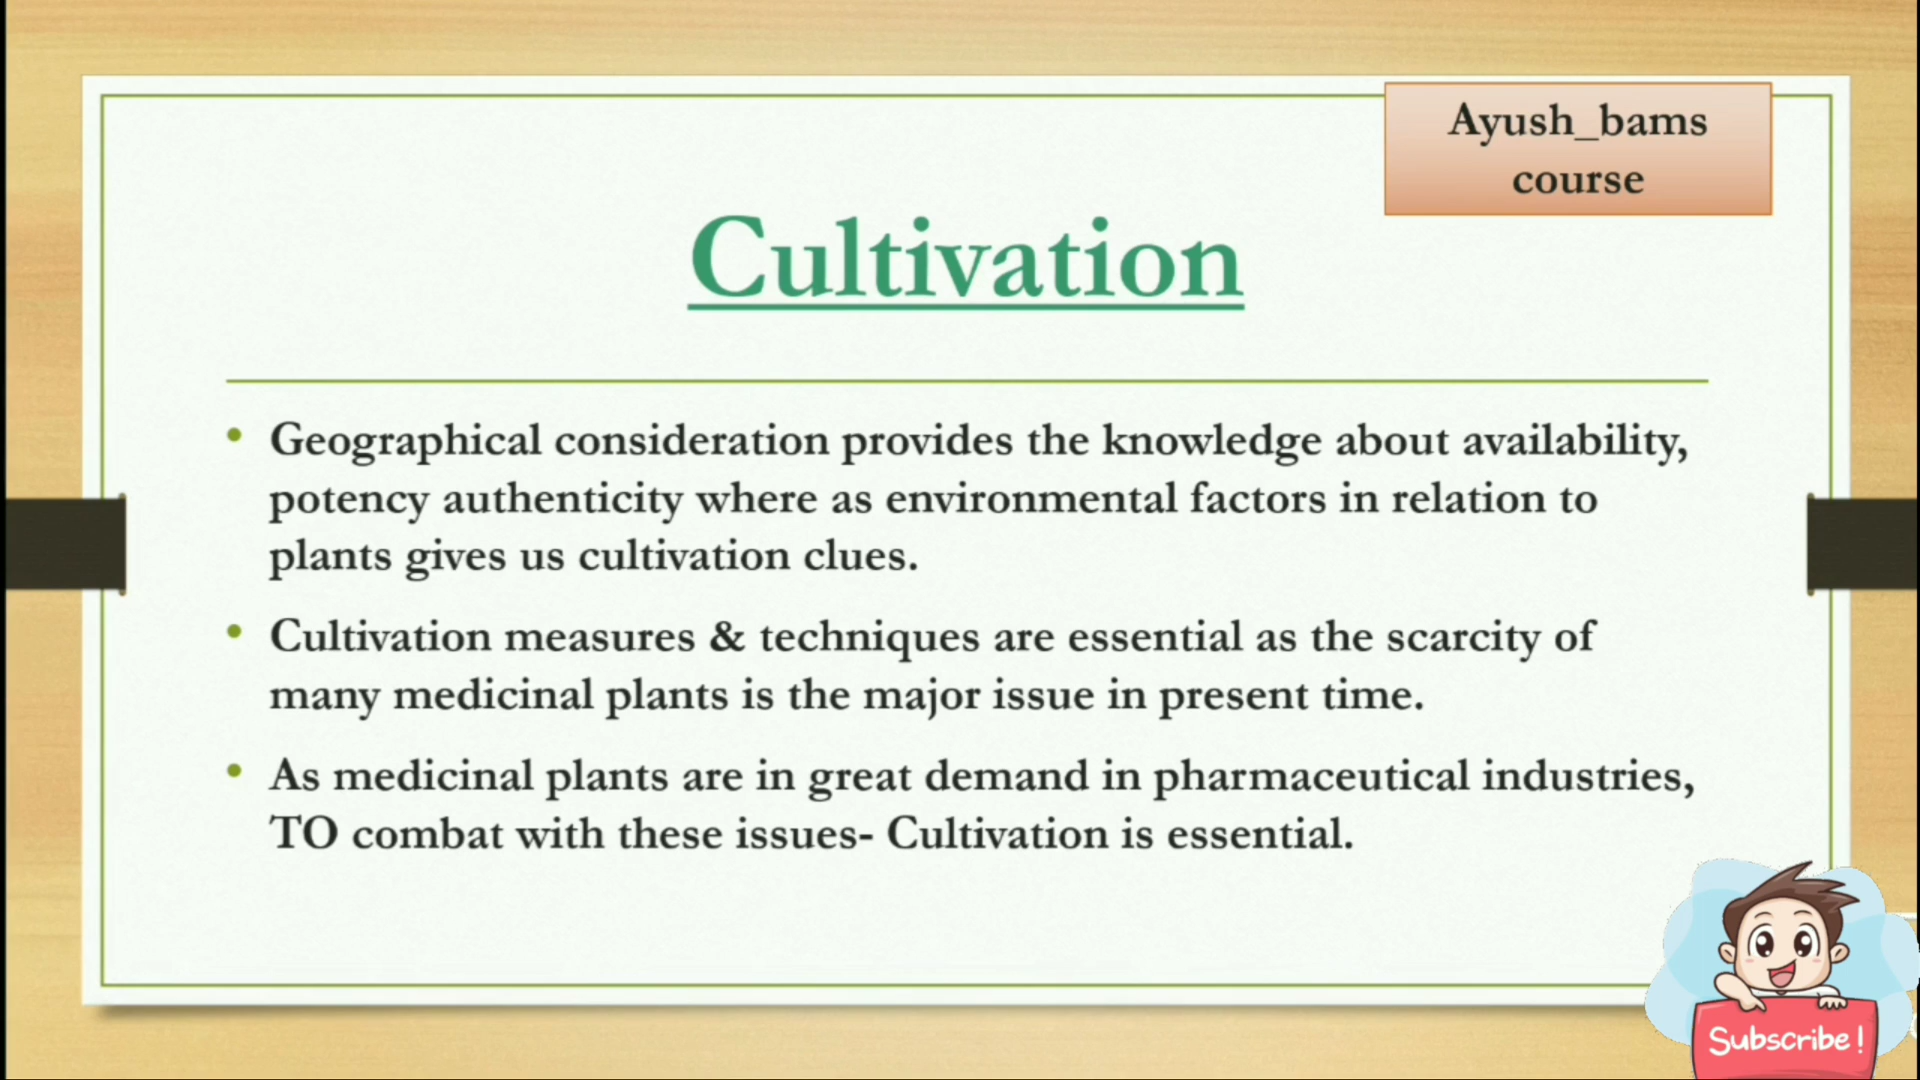 Ayush_bams
course
Cultivation
• Geographical consideration provides the knowledge about availability,
potency authenticity where as environmental factors in relation to
plants gives us cultivation clues.
• Cultivation measures & techniques are essential as the scarcity of
many medicinal plants is the major issue in present time.
• As medicinal plants are in great demand in pharmaceutical industries,
TO combat with these issues- Cultivation is essential.
Subscribe!